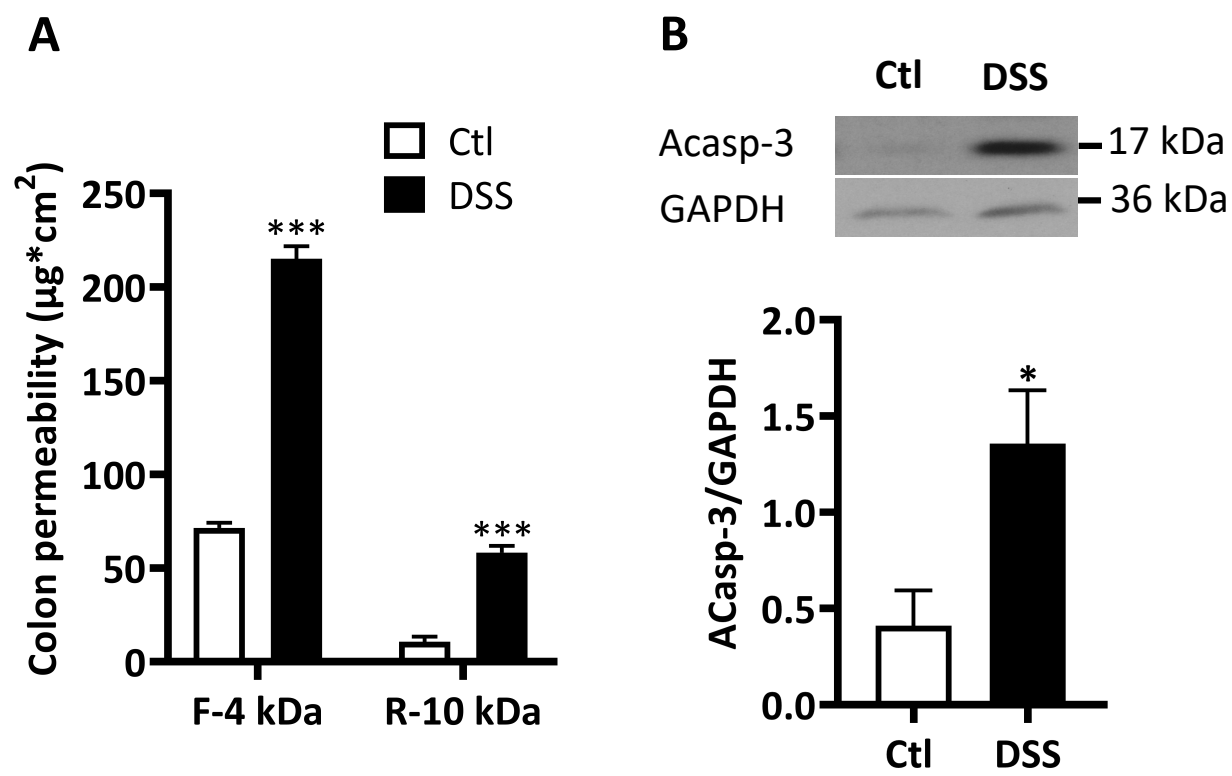 A
Ctl
DSS
Colon permeability (µg*cm²)
250
200
150
100
50
0
***
***
F-4 kDa
R-10 kDa
B
Ctl
DSS
Acasp-3
17 kDa
GAPDH
36 kDa
ACasp-3/GAPDH
2.0
1.5
1.0
0.5
0.0
*
Ctl
DSS